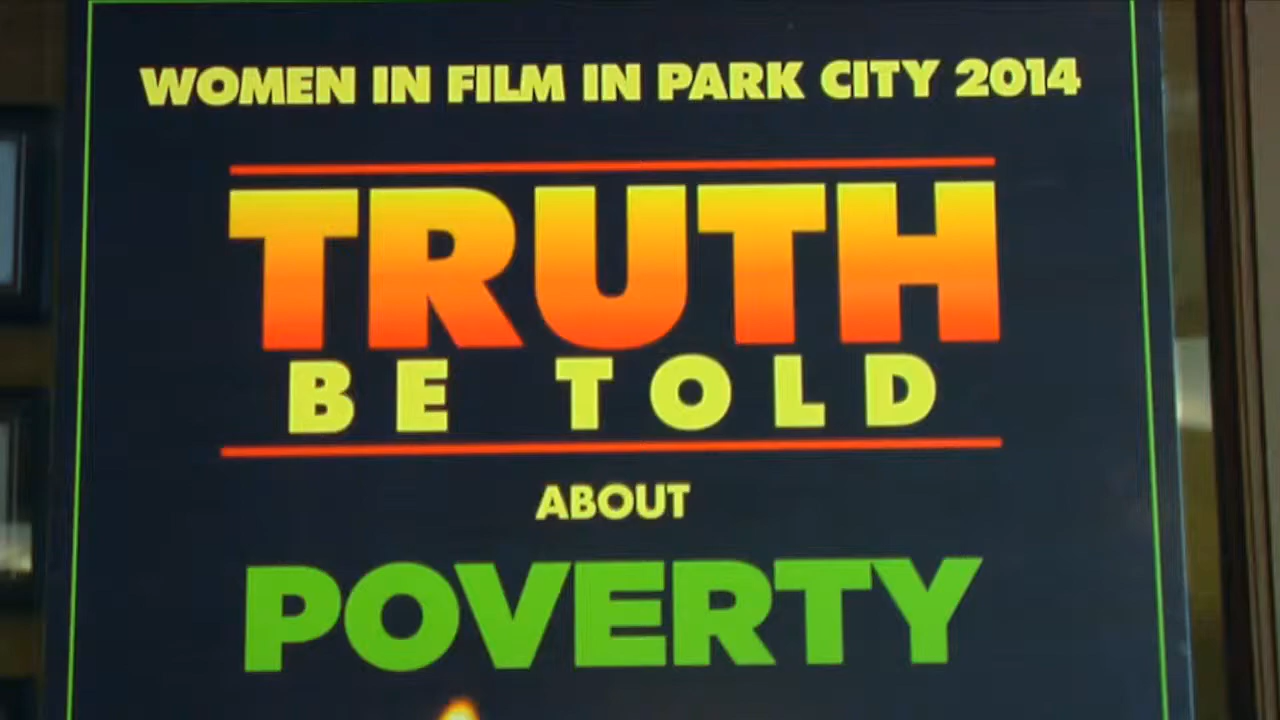 WOMEN IN FILM IN PARK CITY 2014
TRUTH
BE TOLD
ABOUT
POVERTY